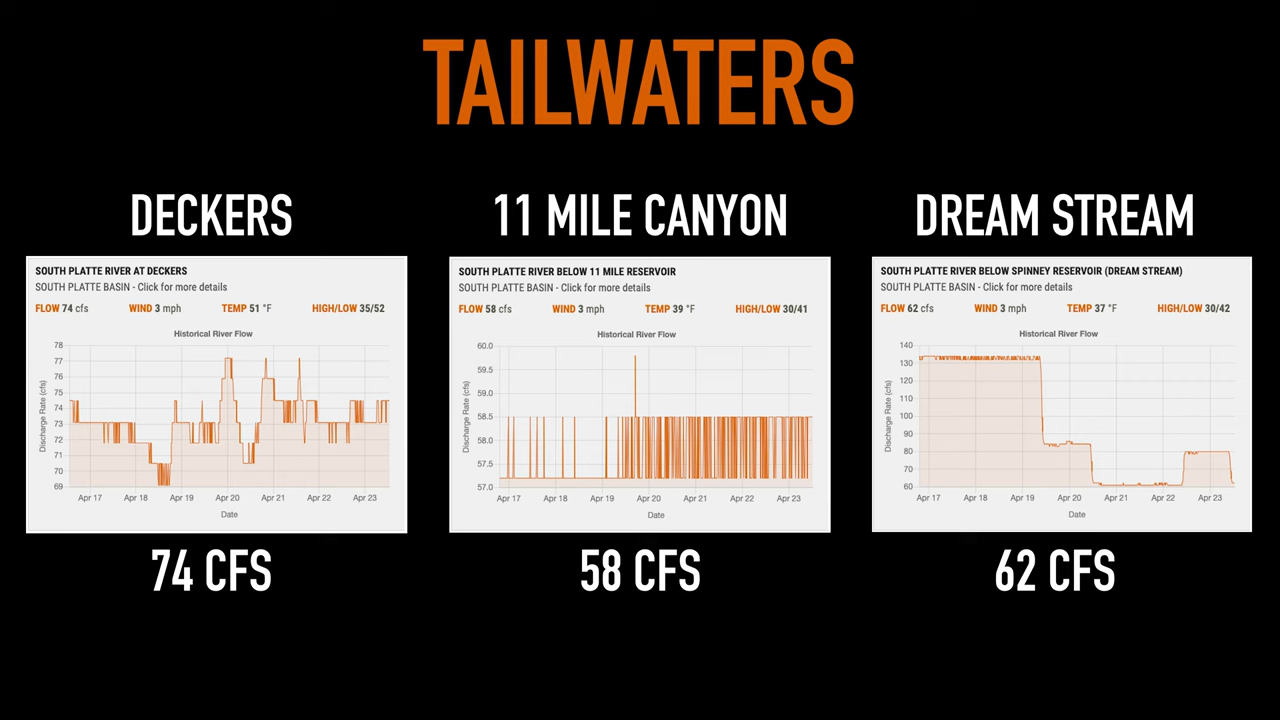 TAILWATERS
DECKERS
SOUTH PLATTE RIVER AT DECKERS
SOUTH PLATTE BASIN - Click for more details
FLOW 74 cfs WIND 3 mph TEMP 51 °F HIGH/LOW 35/52
Historical River Flow
78
77
76
75
74
73
72
71
70
69
Discharge Rate (cfs)
Apr 17 Apr 18 Apr 19 Apr 20 Apr 21 Apr 22 Apr 23
Date
74 CFS
11 MILE CANYON
SOUTH PLATTE RIVER BELOW 11 MILE RESERVOIR
SOUTH PLATTE BASIN - Click for more details
FLOW 58 cfs WIND 3 mph TEMP 39 °F HIGH/LOW 30/41
Historical River Flow
60.0
59.5
59.0
58.5
58.0
57.5
57.0
Discharge Rate (cfs)
Apr 17 Apr 18 Apr 19 Apr 20 Apr 21 Apr 22 Apr 23
Date
58 CFS
DREAM STREAM
SOUTH PLATTE RIVER BELOW SPINNEY RESERVOIR (DREAM STREAM)
SOUTH PLATTE BASIN - Click for more details
FLOW 62 cfs WIND 3 mph TEMP 37 °F HIGH/LOW 30/42
Historical River Flow
140
130
120
110
100
90
80
70
60
Discharge Rate (cfs)
Apr 17 Apr 18 Apr 19 Apr 20 Apr 21 Apr 22 Apr 23
Date
62 CFS